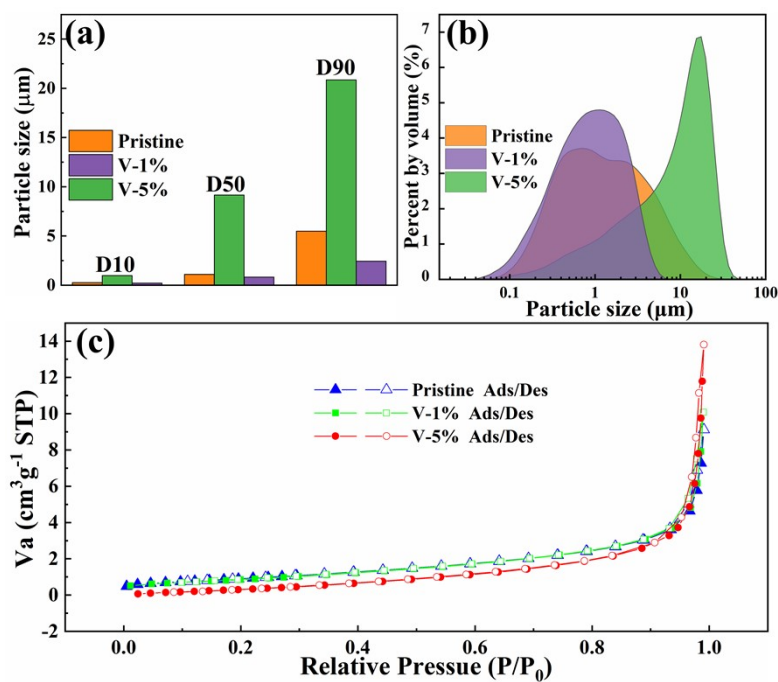 (a)
Particle size (μm)
25
20
15
10
5
0
Pristine
V-1%
V-5%
D10
D50
D90
(b)
Percent by volume (%)
7
6
5
4
3
2
1
0
Pristine
V-1%
V-5%
0.1 1 10 100
Particle size (μm)
(c)
Va (cm³g⁻¹ STP)
14
12
10
8
6
4
2
0
-2
Pristine Ads/Des
V-1% Ads/Des
V-5% Ads/Des
0.0 0.2 0.4 0.6 0.8 1.0
Relative Pressue (P/P₀)